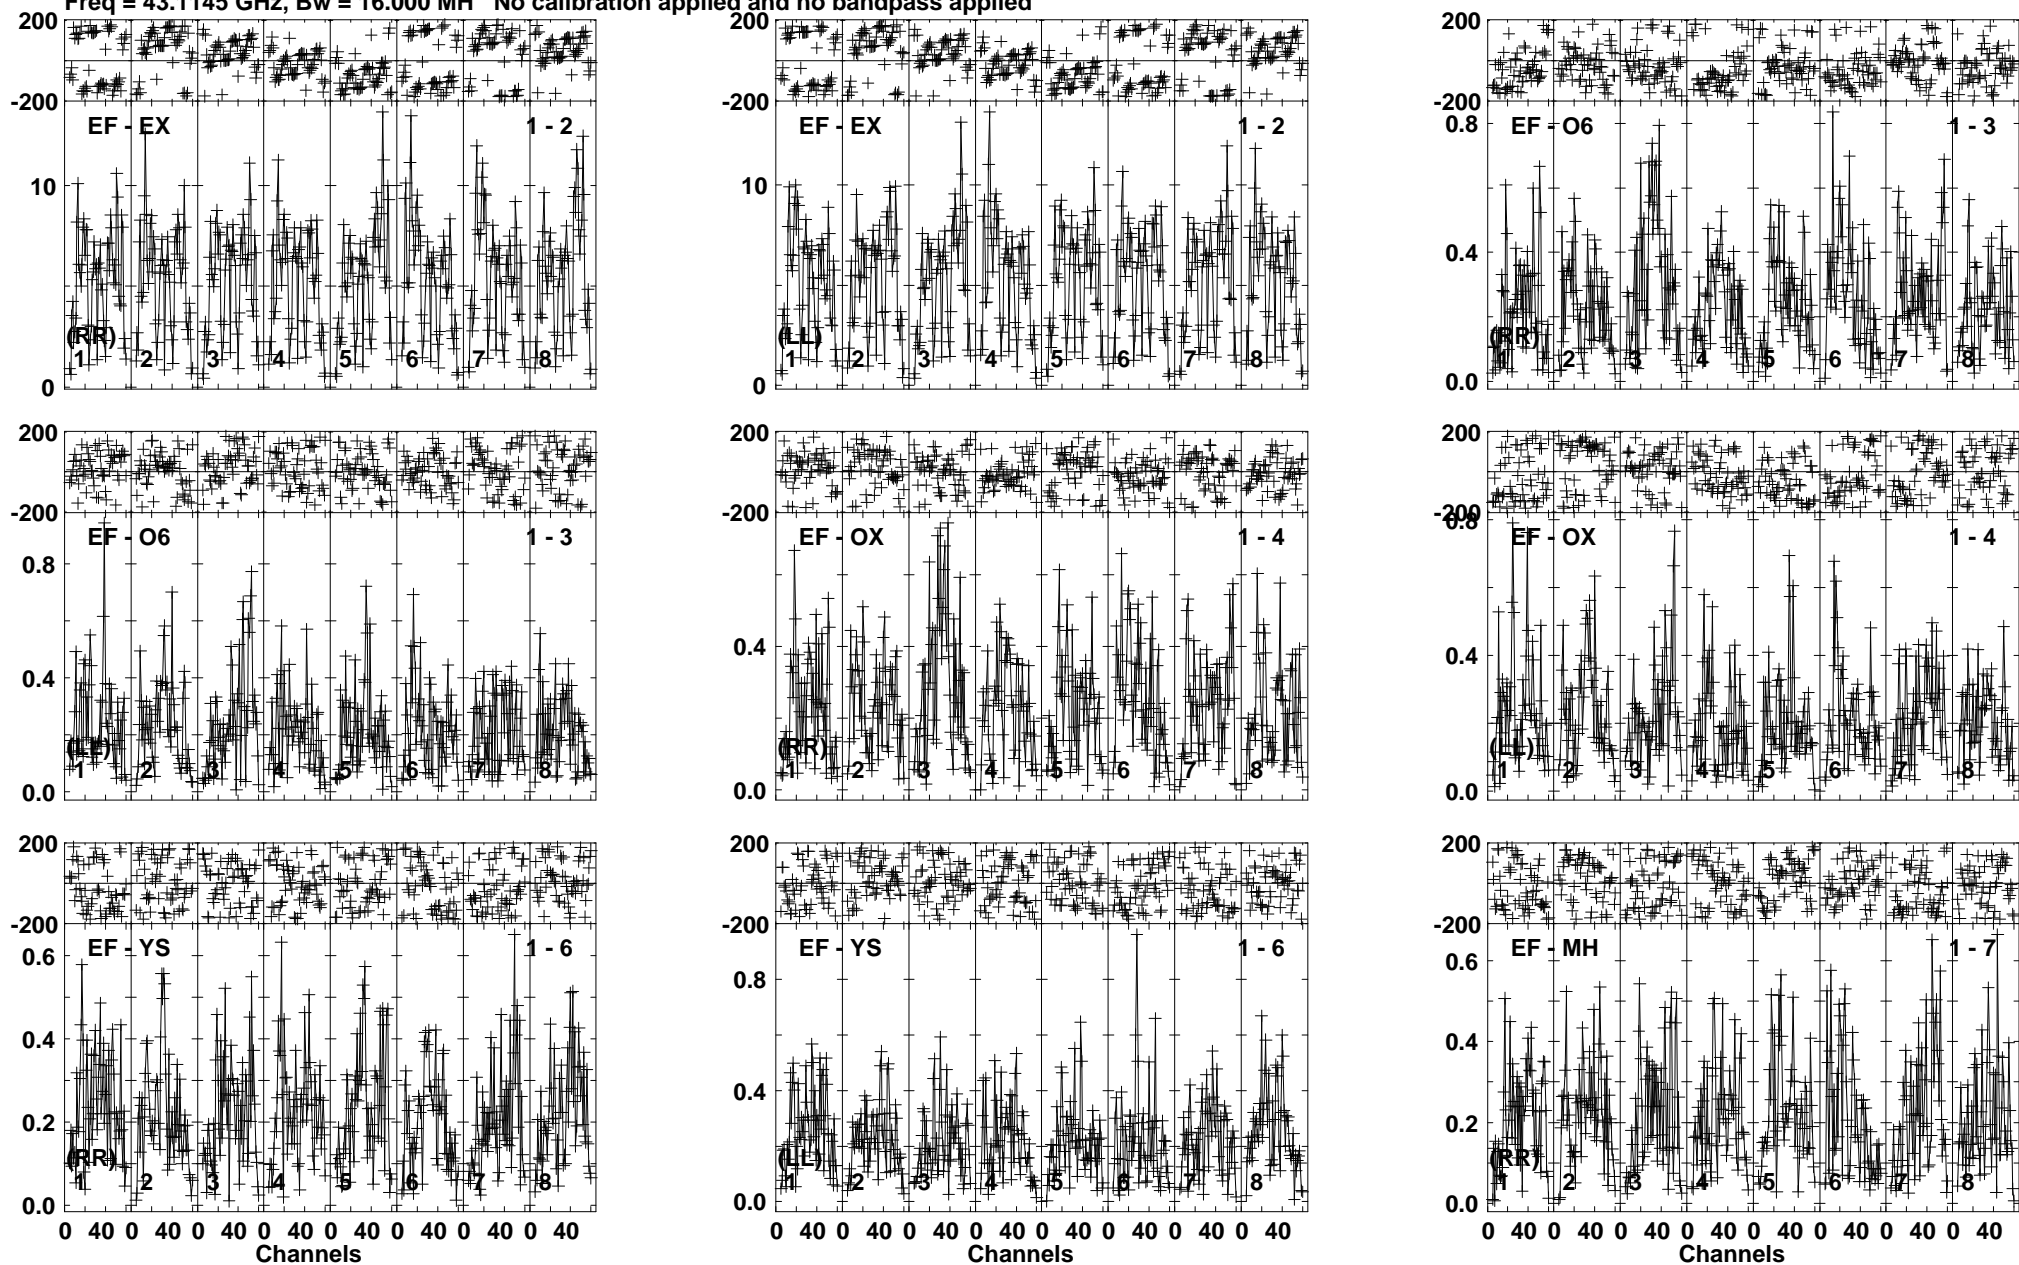 Freq = 43.1145 GHz, Bw = 16.000 MH No calibration applied and no bandpass applied
200 200 200
-200 -200 -200
EF - EX 1 - 2 EF - EX 1 - 2 EF - O6 1 - 3
0.8
10 10
0.4
(RR) (LL) (RR)
1 2 3 4 5 6 7 8 1 2 3 4 5 6 7 8 1 2 3 4 5 6 7 8
0 0 0.0
200 200 200
-200 -200 -200
0.8
EF - O6 1 - 3 EF - OX 1 - 4 EF - OX 1 - 4
0.8
0.4 0.4 0.4
(LL) (RR) (LL)
1 2 3 4 5 6 7 8 1 2 3 4 5 6 7 8 1 2 3 4 5 6 7 8
0.0 0.0 0.0
200 200 200
-200 -200 -200
EF - YS 1 - 6 EF - YS 1 - 6 EF - MH 1 - 7
0.6 0.8 0.6
0.4 0.4 0.4
0.2 0.2
(RR) (LL) (RR)
1 2 3 4 5 6 7 8 1 2 3 4 5 6 7 8 1 2 3 4 5 6 7 8
0.0 0.0 0.0
0 40 0 40 0 40 0 40 0 40 0 40 0 40 0 40 0 40 0 40 0 40 0 40 0 40 0 40 0 40 0 40 0 40 0 40 0 40 0 40 0 40 0 40 0 40 0 40
Channels Channels Channels